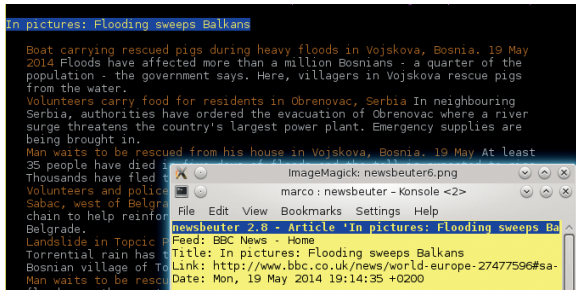 In pictures: Flooding sweeps Balkans
Boat carrying rescued pigs during heavy floods in Vojskova, Bosnia. 19 May
2014 Floods have affected more than a million Bosnians - a quarter of the
population - the government says. Here, villagers in Vojskova rescue pigs
from the water.
Volunteers carry food for residents in Obrenovac, Serbia In neighbouring
Serbia, authorities have ordered the evacuation of Obrenovac where a river
surge threatens the country's largest power plant. Emergency supplies are
being brought in.
Man waits to be rescued from his house in Vojskova, 19 May At least
35 people have died
Thousands have fled t
Volunteers and police
Sabac, west of Belgra
chain to help reinfor
Belgrade.
Landslide in Topcic P
Torrential rain has t
Bosnian village of To
Man waits to be rescu
ImageMagick: newsbeuter6.png
marco : newsbeuter – Konsole <2>
File Edit View Bookmarks Settings Help
newsbeuter 2.8 - Article 'In pictures: Flooding sweeps Ba
Feed: BBC News - Home
Title: In pictures: Flooding sweeps Balkans
Link: http://www.bbc.co.uk/news/world-europe-27477596#sa-
Date: Mon, 19 May 2014 19:14:35 +0200